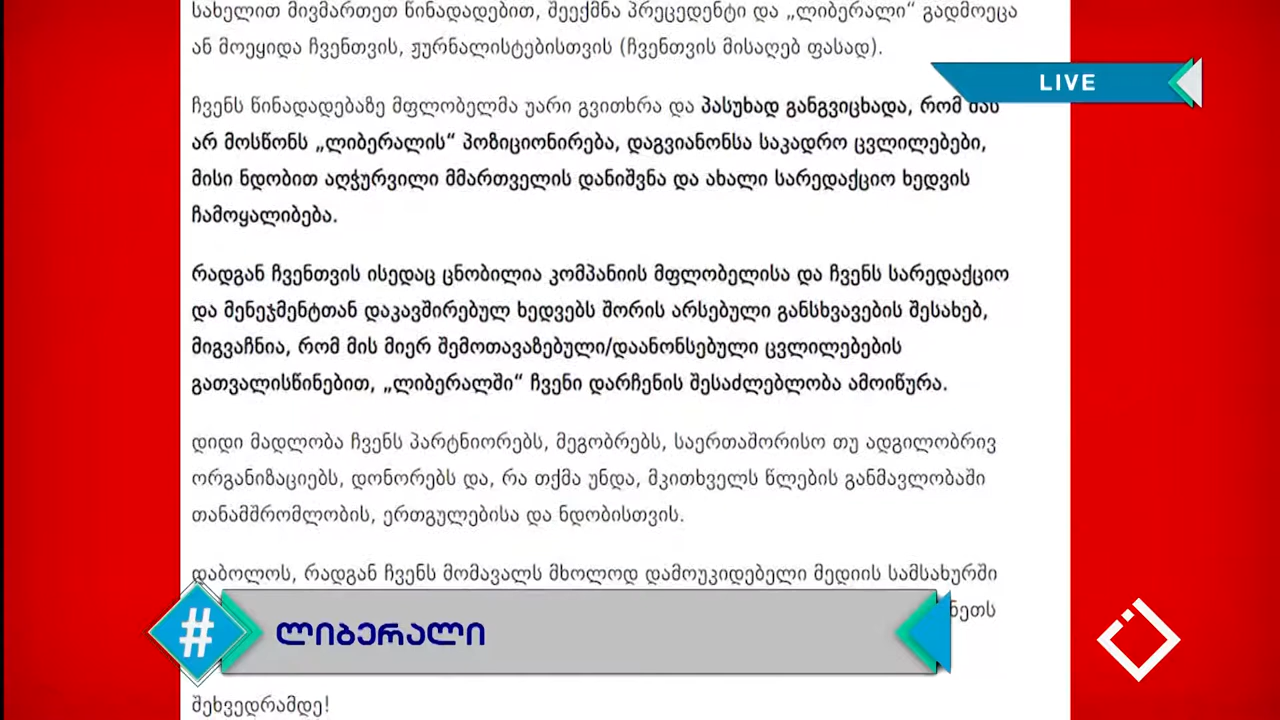 სახელით მივმართეთ წინადადებით, შეექმნა პრეცედენტი და „ლიბერალი“ გადმოეცა
ან მოეყიდა ჩვენთვის, ჟურნალისტებისთვის (ჩვენთვის მისაღებ ფასად).
LIVE
ჩვენს წინადადებაზე მფლობელმა უარი გვითხრა და პასუხად განგვიცხადა, რომ მას
არ მოსწონს „ლიბერალის“ პოზიციონირება, დაგვიანონსა საკადრო ცვლილებები,
მისი ნდობით აღჭურვილი მმართველის დანიშვნა და ახალი სარედაქციო ხედვის
ჩამოყალიბება.
რადგან ჩვენთვის ისედაც ცნობილია კომპანიის მფლობელისა და ჩვენს სარედაქციო
და მენეჯმენტთან დაკავშირებულ ხედვებს შორის არსებული განსხვავების შესახებ,
მიგვაჩნია, რომ მის მიერ შემოთავაზებული/დაანონსებული ცვლილებების
გათვალისწინებით, „ლიბერალში“ ჩვენი დარჩენის შესაძლებლობა ამოიწურა.
დიდი მადლობა ჩვენს პარტნიორებს, მეგობრებს, საერთაშორისო თუ ადგილობრივ
ორგანიზაციებს, დონორებს და, რა თქმა უნდა, მკითხველს წლების განმავლობაში
თანამშრომლობის, ერთგულებისა და ნდობისთვის.
დაბოლოს, რადგან ჩვენს მომავალს მხოლოდ დამოუკიდებელი მედიის სამსახურში
ნეთს
# ლიბერალი
შეხვედრამდე!